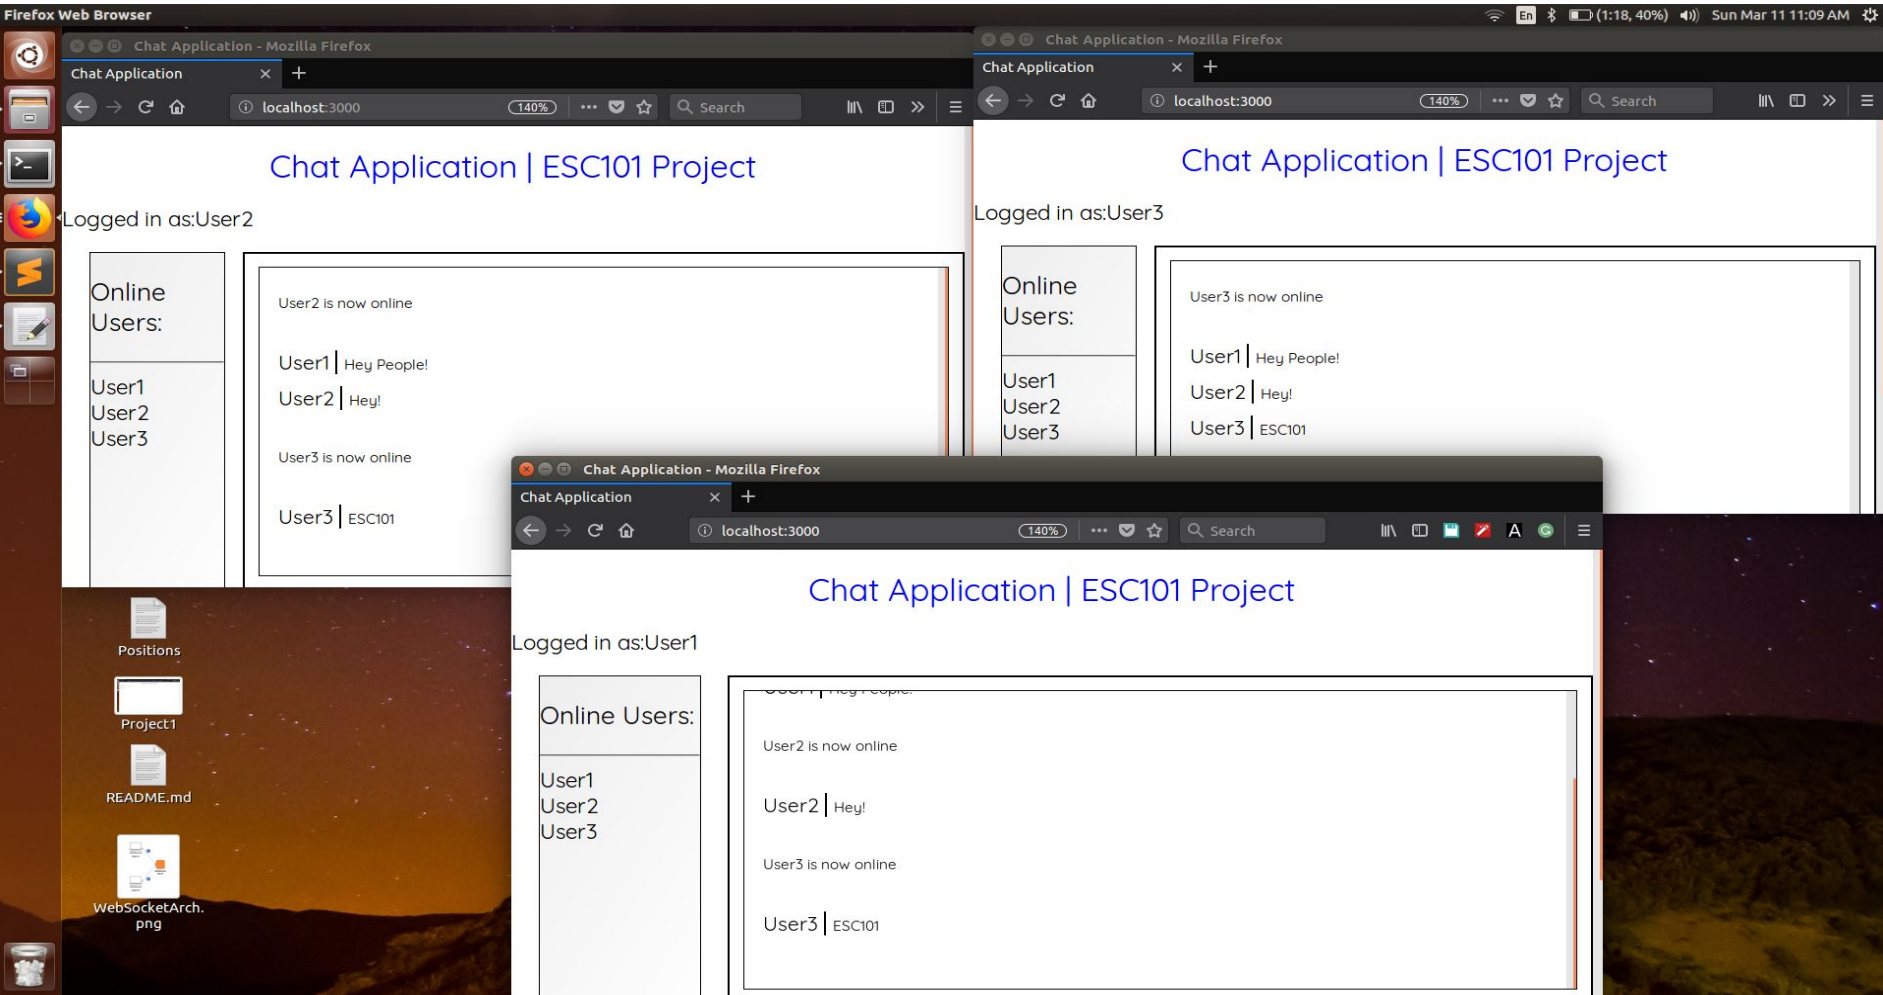 Firefox Web Browser
En
(1:18, 40%)
Sun Mar 11 11:09 AM
Chat Application - Mozilla Firefox
Chat Application
localhost:3000
140%
Search
Chat Application | ESC101 Project
Logged in as:User2
Online
Users:
User1
User2
User3
User2 is now online
User1 | Hey People!
User2 | Hey!
User3 is now online
User3 | ESC101
Chat Application - Mozilla Firefox
Chat Application
localhost:3000
140%
Search
Chat Application | ESC101 Project
Logged in as:User3
Online
Users:
User1
User2
User3
User3 is now online
User1 | Hey People!
User2 | Hey!
User3 | ESC101
Chat Application - Mozilla Firefox
Chat Application
localhost:3000
140%
Search
A
Chat Application | ESC101 Project
Logged in as:User1
Online Users:
User1
User2
User3
User1 | Hey People!
User2 is now online
User2 | Hey!
User3 is now online
User3 | ESC101
Positions
Project1
README.md
WebSocketArch.
png